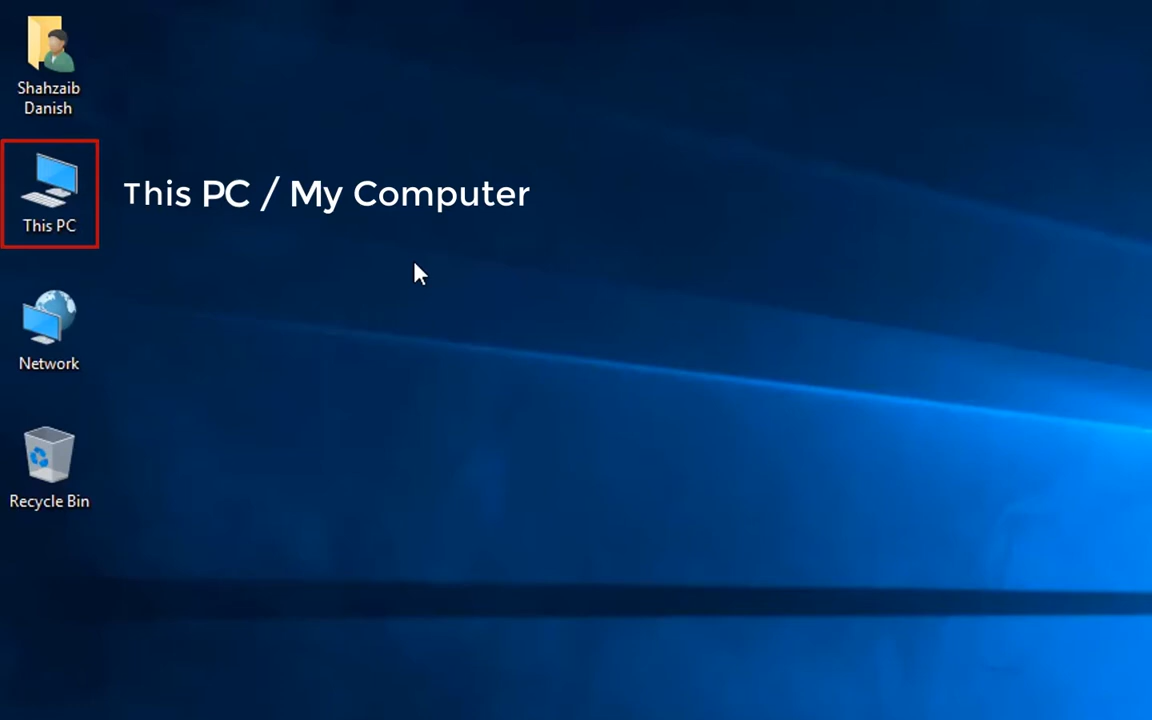 Shahzaib
Danish
This PC
This PC / My Computer
Network
Recycle Bin